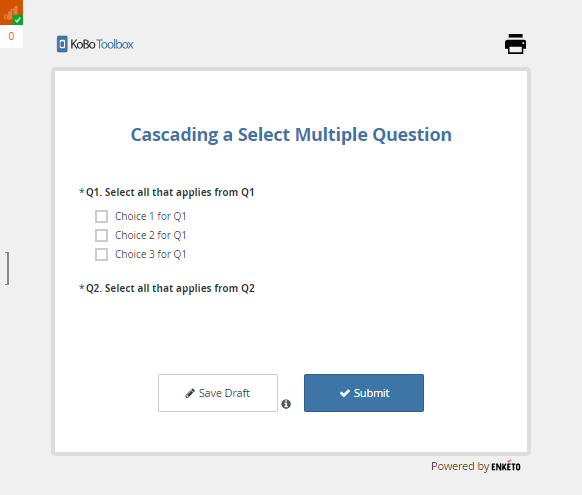 0
KoBoToolbox
Cascading a Select Multiple Question
*Q1. Select all that applies from Q1
Choice 1 for Q1
Choice 2 for Q1
Choice 3 for Q1
*Q2. Select all that applies from Q2
Save Draft
Submit
Powered by ENKETO